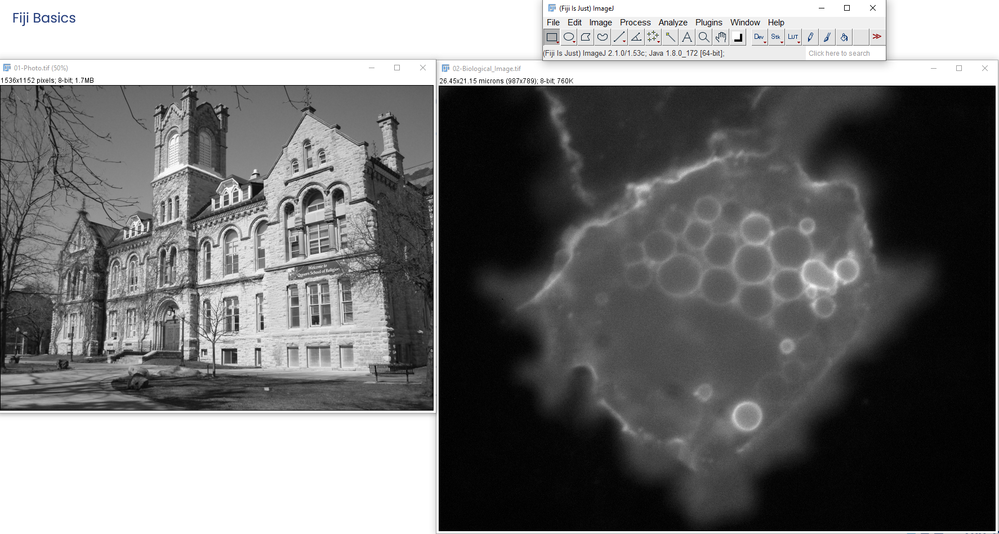 Fiji Basics
(Fiji Is Just) ImageJ
File Edit Image Process Analyze Plugins Window Help
Dev Stk LUT
(Fiji Is Just) ImageJ 2.1.0/1.53c; Java 1.8.0_172 [64-bit];
Click here to search
01-Photo.tif (50%)
1536x1152 pixels; 8-bit; 1.7MB
Welcome to
Queen's School of Religion
02-Biological_Image.tif
26.45x21.15 microns (987x789); 8-bit; 760K